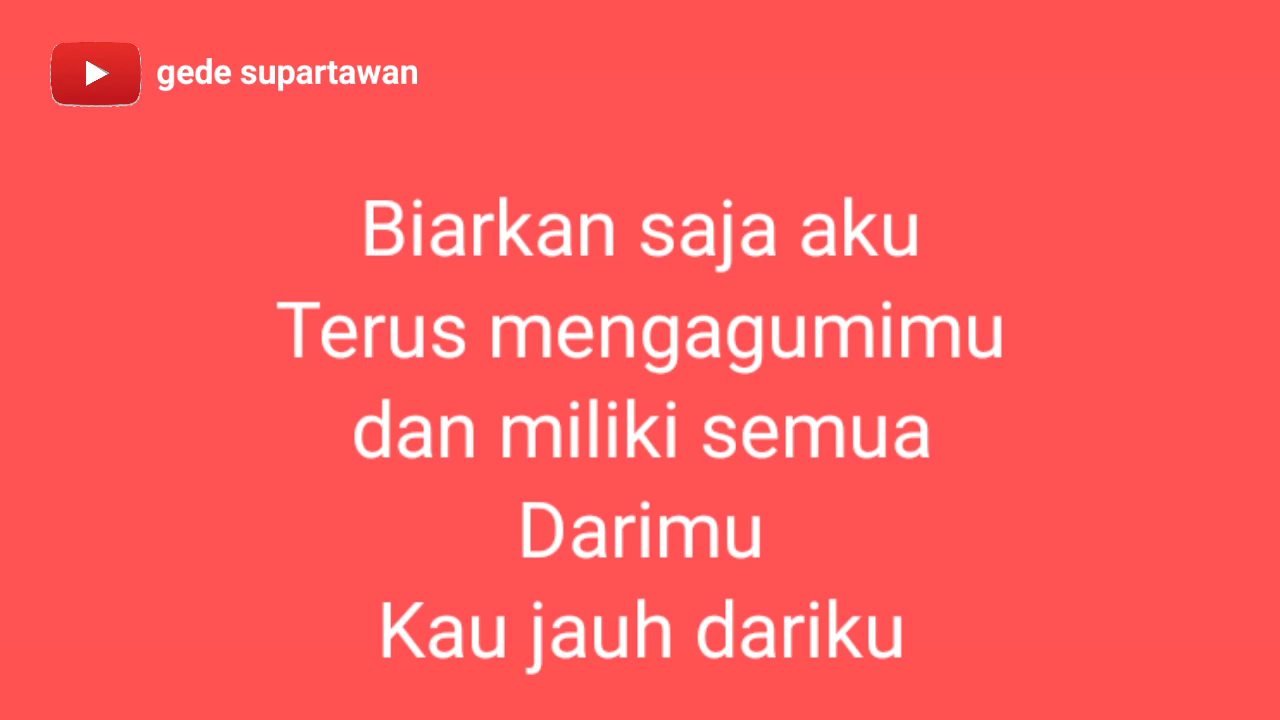 gede supartawan
Biarkan saja aku
Terus mengagumimu
dan miliki semua
Darimu
Kau jauh dariku